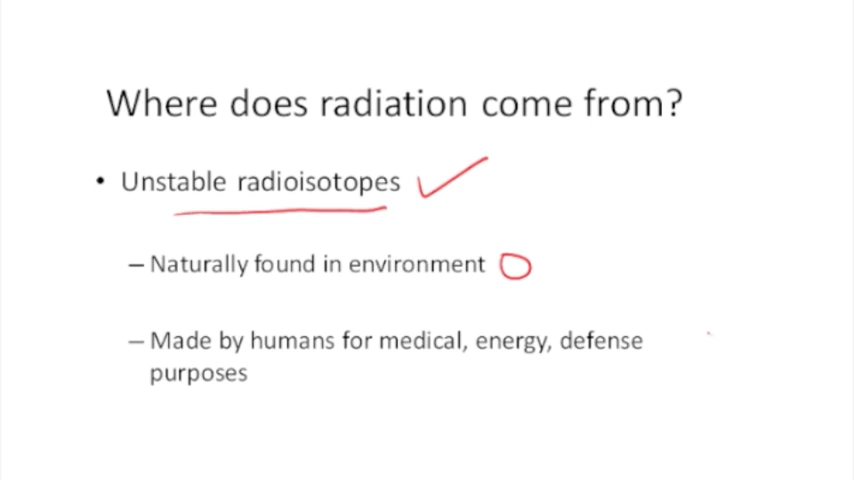 Where does radiation come from?
• Unstable radioisotopes
– Naturally found in environment
– Made by humans for medical, energy, defense
purposes